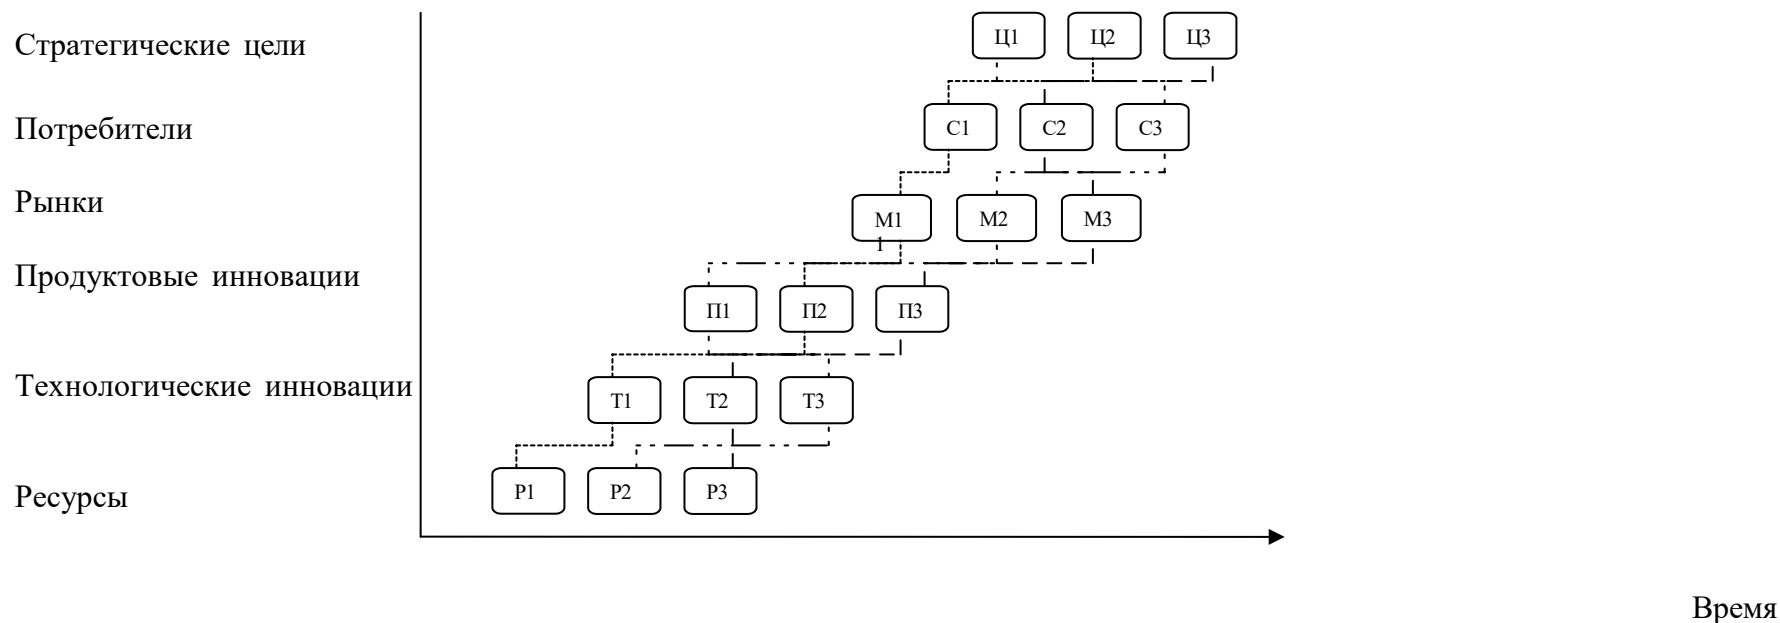 Стратегические цели
Ц1 Ц2 Ц3
Потребители
С1 С2 С3
Рынки
М1 М2 М3
1
Продуктовые инновации
П1 П2 П3
Технологические инновации
Т1 Т2 Т3
Ресурсы
Р1 Р2 Р3
Время